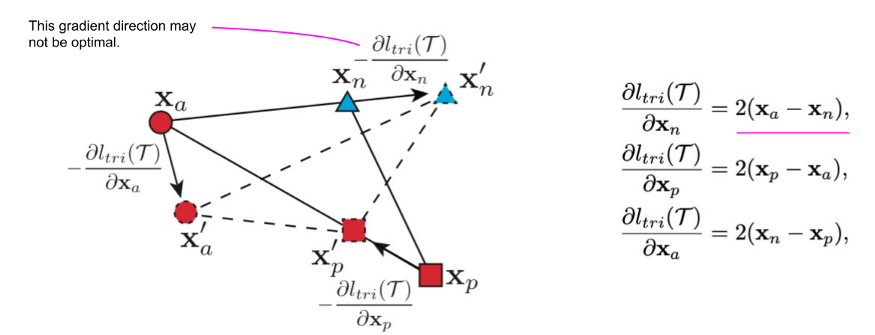 This gradient direction may
not be optimal.
$-\frac{\partial l_{tri}(\mathcal{T})}{\partial \mathbf{x}_n}$
$\mathbf{x}_n$
$\mathbf{x}_n'$
$\mathbf{x}_a$
$-\frac{\partial l_{tri}(\mathcal{T})}{\partial \mathbf{x}_a}$
$\mathbf{x}_a'$
$\mathbf{x}_p'$
$\mathbf{x}_p$
$-\frac{\partial l_{tri}(\mathcal{T})}{\partial \mathbf{x}_p}$
$\frac{\partial l_{tri}(\mathcal{T})}{\partial \mathbf{x}_n} = 2(\mathbf{x}_a - \mathbf{x}_n),$
$\frac{\partial l_{tri}(\mathcal{T})}{\partial \mathbf{x}_p} = 2(\mathbf{x}_p - \mathbf{x}_a),$
$\frac{\partial l_{tri}(\mathcal{T})}{\partial \mathbf{x}_a} = 2(\mathbf{x}_n - \mathbf{x}_p),$